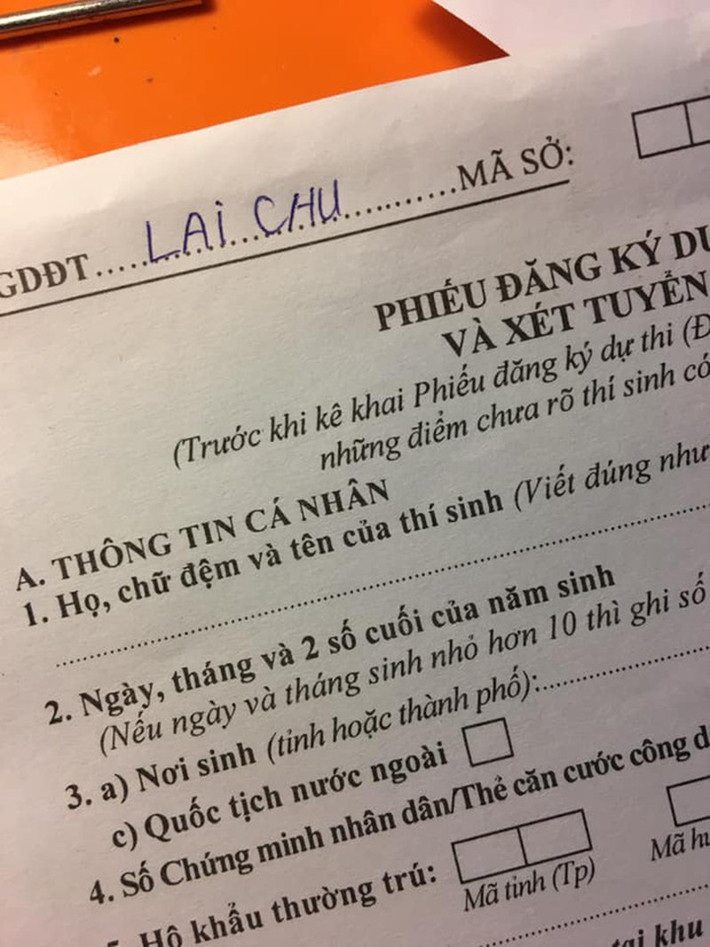 GDĐT.....LAi CHU............MÃ SỞ:
PHIẾU ĐĂNG KÝ DỰ
VÀ XÉT TUYỂN
(Trước khi kê khai Phiếu đăng ký dự thi (Đ
những điểm chưa rõ thí sinh có
A. THÔNG TIN CÁ NHÂN
1. Họ, chữ đệm và tên của thí sinh (Viết đúng như
2. Ngày, tháng và 2 số cuối của năm sinh
(Nếu ngày và tháng sinh nhỏ hơn 10 thì ghi số
3. a) Nơi sinh (tỉnh hoặc thành phố):
c) Quốc tịch nước ngoài
4. Số Chứng minh nhân dân/Thẻ căn cước công d
Hộ khẩu thường trú:
Mã tỉnh (Tp) Mã hu
tại khu